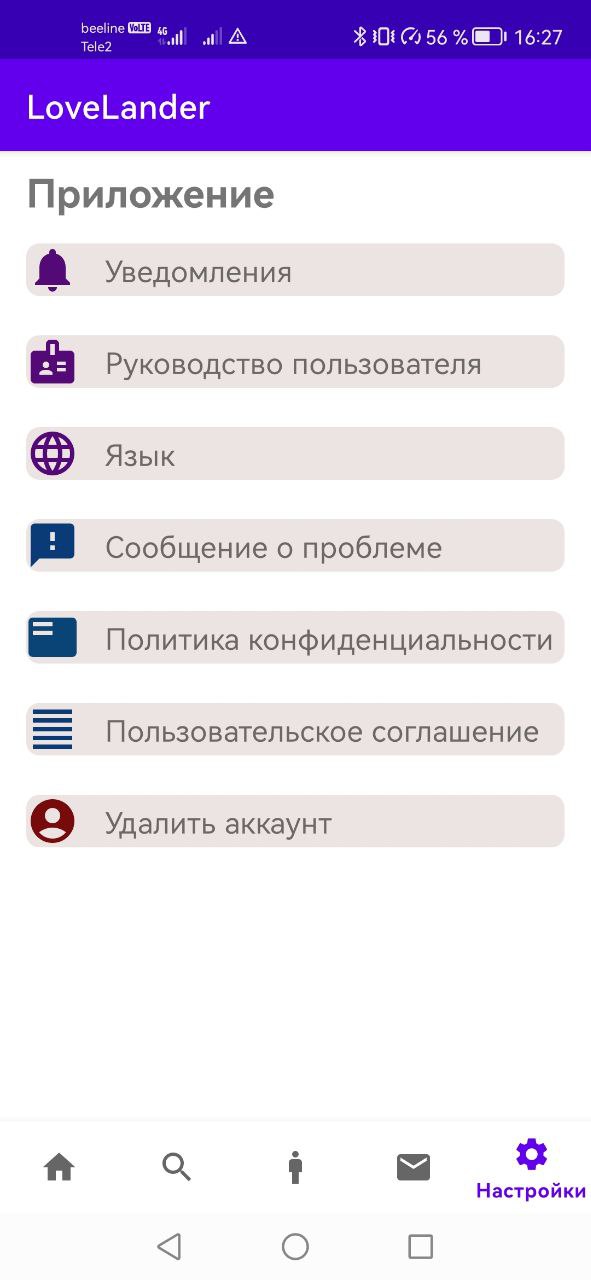 beeline VoLTE 4G 56 % 16:27
Tele2
LoveLander
Приложение
Уведомления
Руководство пользователя
Язык
Сообщение о проблеме
Политика конфиденциальности
Пользовательское соглашение
Удалить аккаунт
Настройки